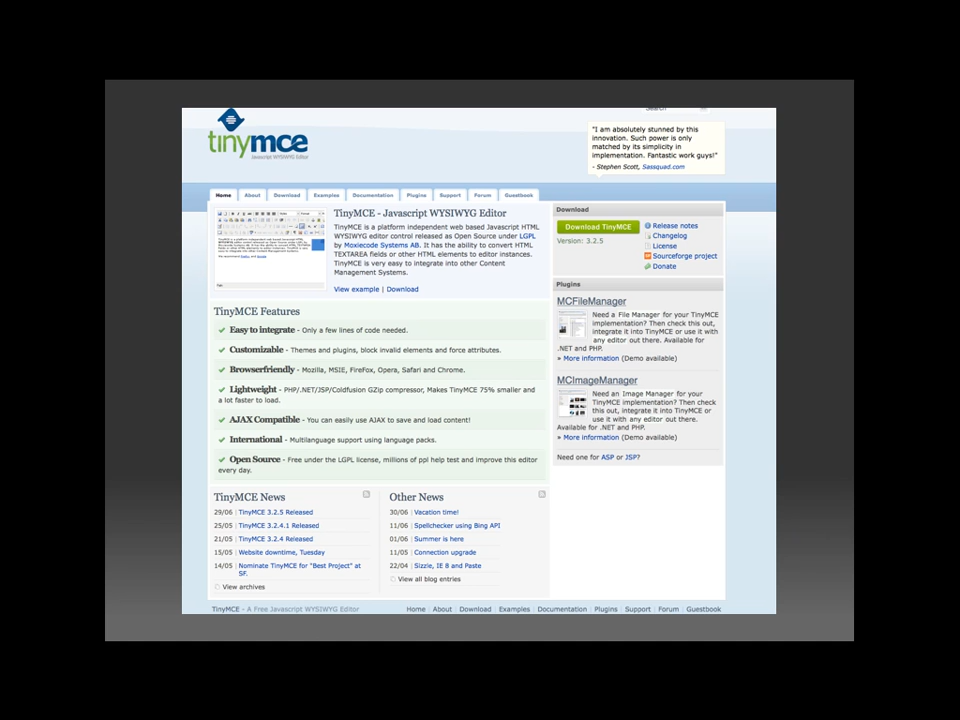 Search
tinymce
Javascript WYSIWYG Editor
"I am absolutely stunned by this
innovation. Such power is only
matched by its simplicity in
implementation. Fantastic work guys!"
- Stephen Scott, Sassquad.com
Home About Download Examples Documentation Plugins Support Forum Guestbook
TinyMCE - Javascript WYSIWYG Editor
TinyMCE is a platform independent web based Javascript HTML
WYSIWYG editor control released as Open Source under LGPL
by Moxiecode Systems AB. It has the ability to convert HTML
TEXTAREA fields or other HTML elements to editor instances.
TinyMCE is very easy to integrate into other Content
Management Systems.
View example | Download
TinyMCE Features
Easy to integrate - Only a few lines of code needed.
Customizable - Themes and plugins, block invalid elements and force attributes.
Browserfriendly - Mozilla, MSIE, FireFox, Opera, Safari and Chrome.
Lightweight - PHP/.NET/JSP/Coldfusion GZip compressor, Makes TinyMCE 75% smaller and
a lot faster to load.
AJAX Compatible - You can easily use AJAX to save and load content!
International - Multilanguage support using language packs.
Open Source - Free under the LGPL license, millions of ppl help test and improve this editor
every day.
TinyMCE News
29/06 | TinyMCE 3.2.5 Released
25/05 | TinyMCE 3.2.4.1 Released
21/05 | TinyMCE 3.2.4 Released
15/05 | Website downtime, Tuesday
14/05 | Nominate TinyMCE for "Best Project" at
SF.
View archives
Other News
30/06 | Vacation time!
11/06 | Spellchecker using Bing API
01/06 | Summer is here
11/05 | Connection upgrade
22/04 | Sizzle, IE 8 and Paste
View all blog entries
Download
Download TinyMCE
Version: 3.2.5
Release notes
Changelog
License
Sourceforge project
Donate
Plugins
MCFileManager
Need a File Manager for your TinyMCE
implementation? Then check this out,
integrate it into TinyMCE or use it with
any editor out there. Available for
.NET and PHP.
» More information (Demo available)
MCImageManager
Need an Image Manager for your
TinyMCE implementation? Then check
this out, integrate it into TinyMCE or
use it with any editor out there.
Available for .NET and PHP.
» More information (Demo available)
Need one for ASP or JSP?
TinyMCE - A Free Javascript WYSIWYG Editor
Home | About | Download | Examples | Documentation | Plugins | Support | Forum | Guestbook